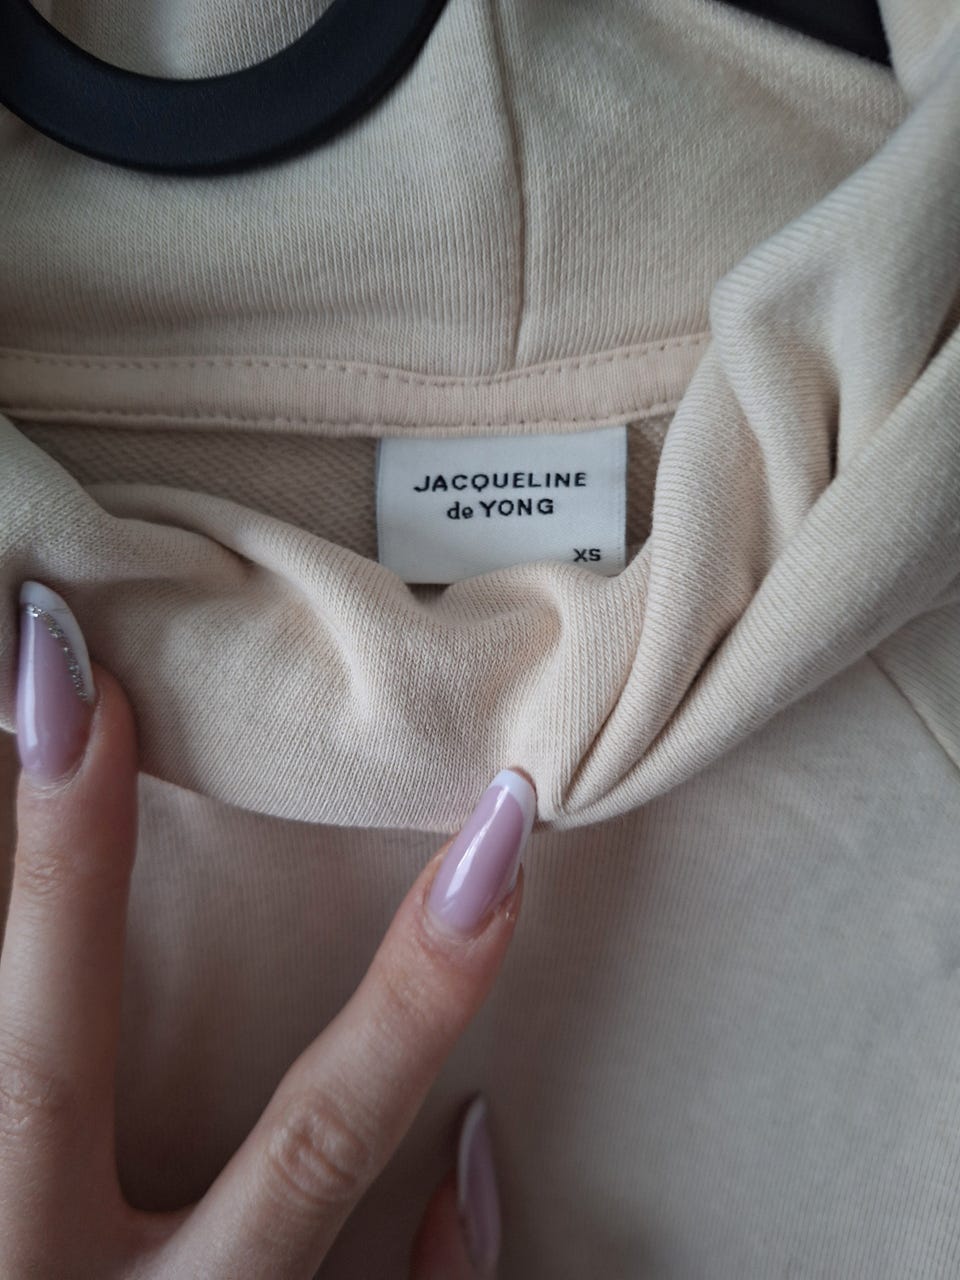 JACQUELINE
de YONG
XS